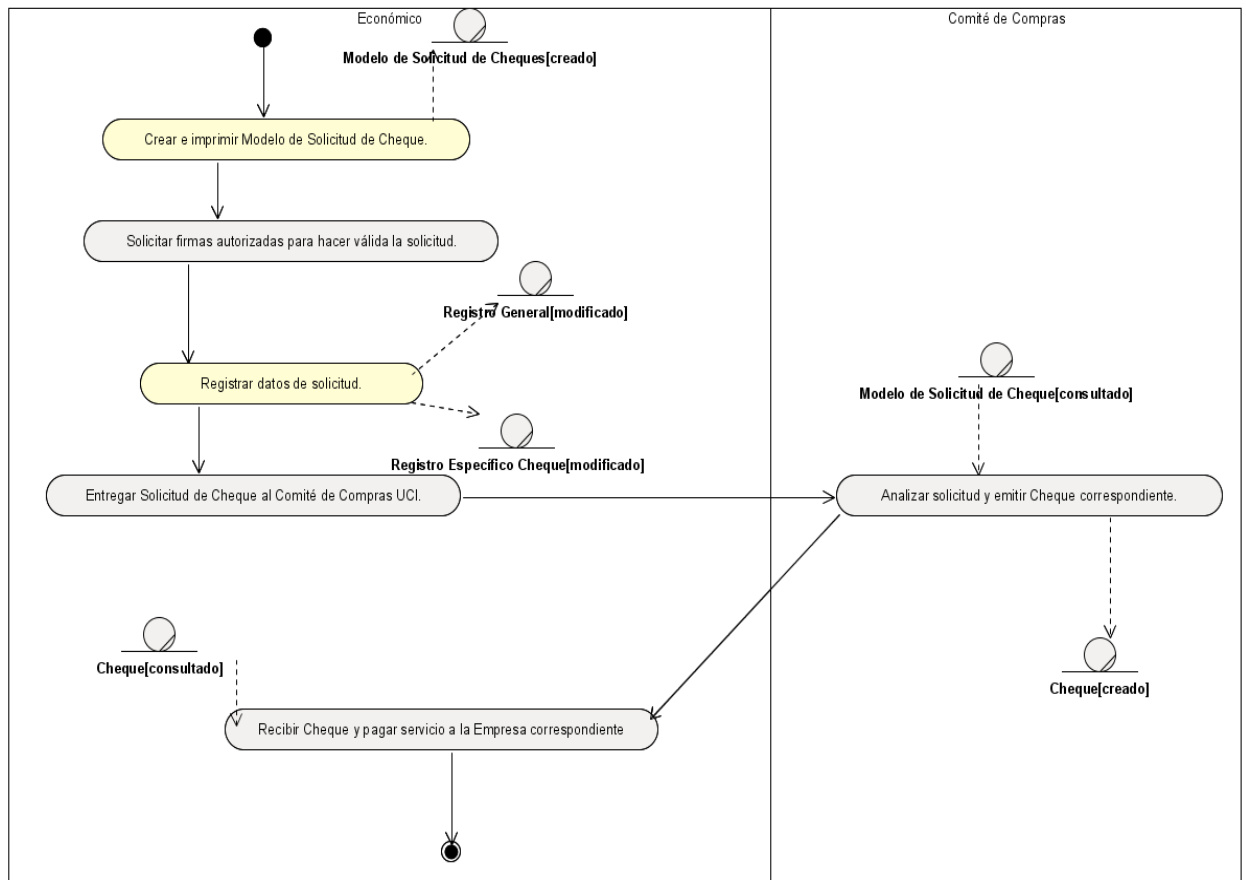 Económico
Comité de Compras
Modelo de Solicitud de Cheques[creado]
Crear e imprimir Modelo de Solicitud de Cheque.
Solicitar firmas autorizadas para hacer válida la solicitud.
Registro General[modificado]
Registrar datos de solicitud.
Modelo de Solicitud de Cheque[consultado]
Registro Específico Cheque[modificado]
Entregar Solicitud de Cheque al Comité de Compras UCI.
Analizar solicitud y emitir Cheque correspondiente.
Cheque[consultado]
Cheque[creado]
Recibir Cheque y pagar servicio a la Empresa correspondiente